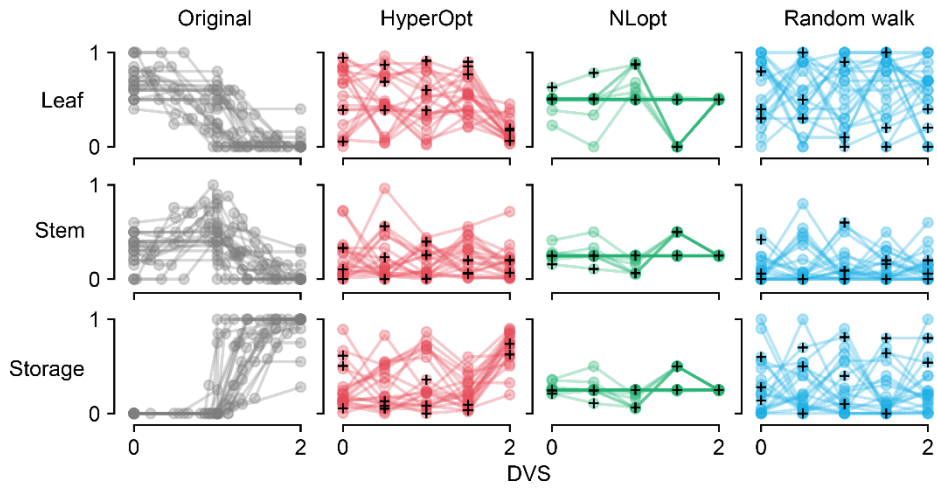 Original HyperOpt NLopt Random walk
1
Leaf
0
1
Stem
0
1
Storage
0
0 2 0 2 0 2 0 2
DVS